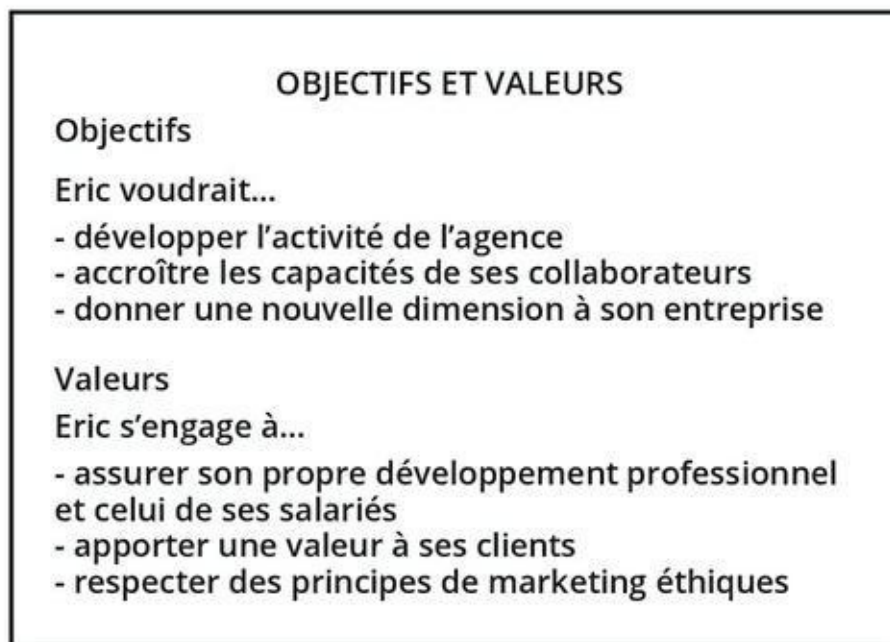 OBJECTIFS ET VALEURS
Objectifs
Eric voudrait...
- développer l'activité de l'agence
- accroître les capacités de ses collaborateurs
- donner une nouvelle dimension à son entreprise
Valeurs
Eric s'engage à...
- assurer son propre développement professionnel
et celui de ses salariés
- apporter une valeur à ses clients
- respecter des principes de marketing éthiques